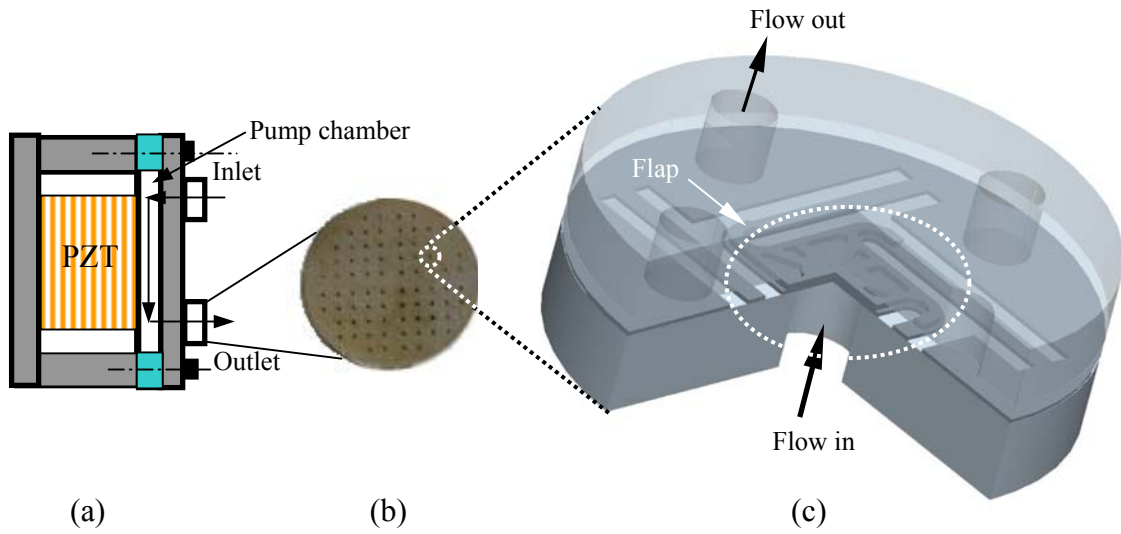 Flow out
Pump chamber
Inlet
Flap
PZT
Outlet
Flow in
(a)
(b)
(c)